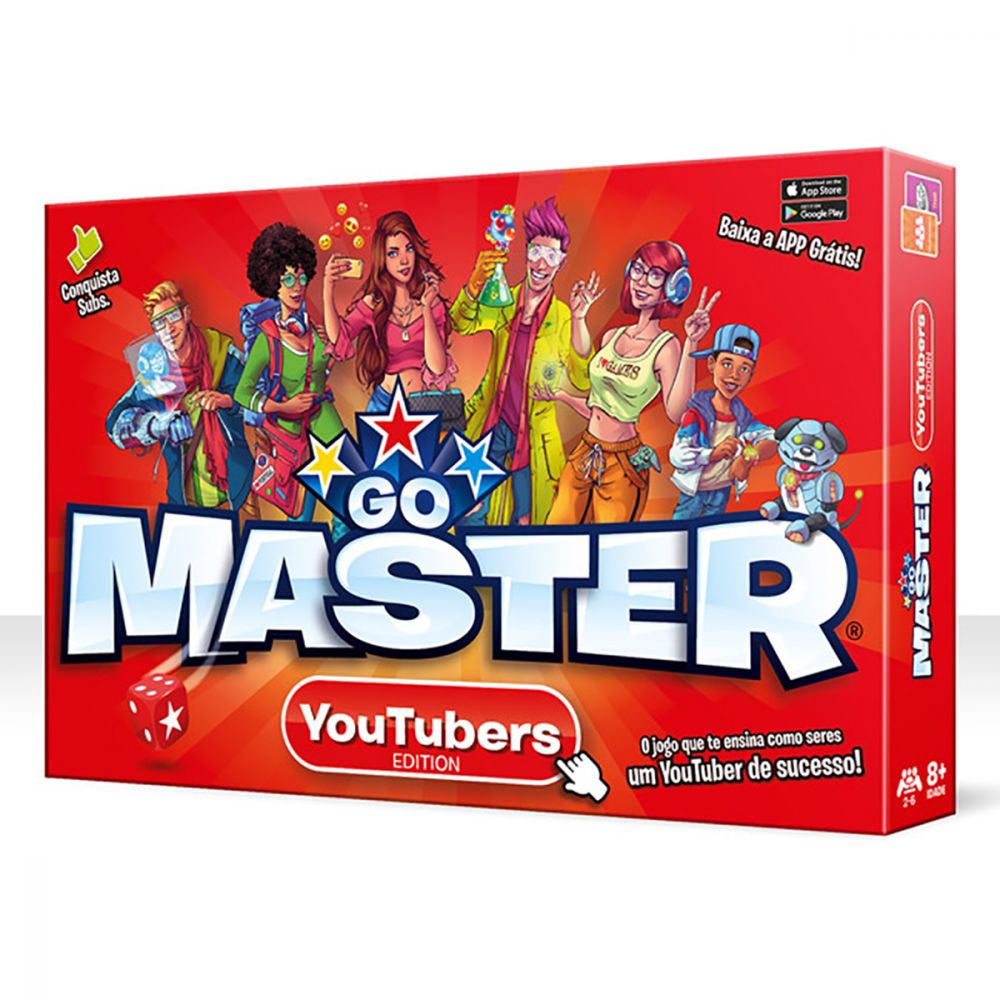 Conquista
Subs.
Download on the
App Store
GET IT ON
Google Play
Baixa a APP Grátis!
I♥GAMES
GO
MASTER®
YouTubers
EDITION
O jogo que te ensina como seres
um YouTuber de sucesso!
YouTubers
EDITION
GO
MASTER
2-6
8+
IDADE